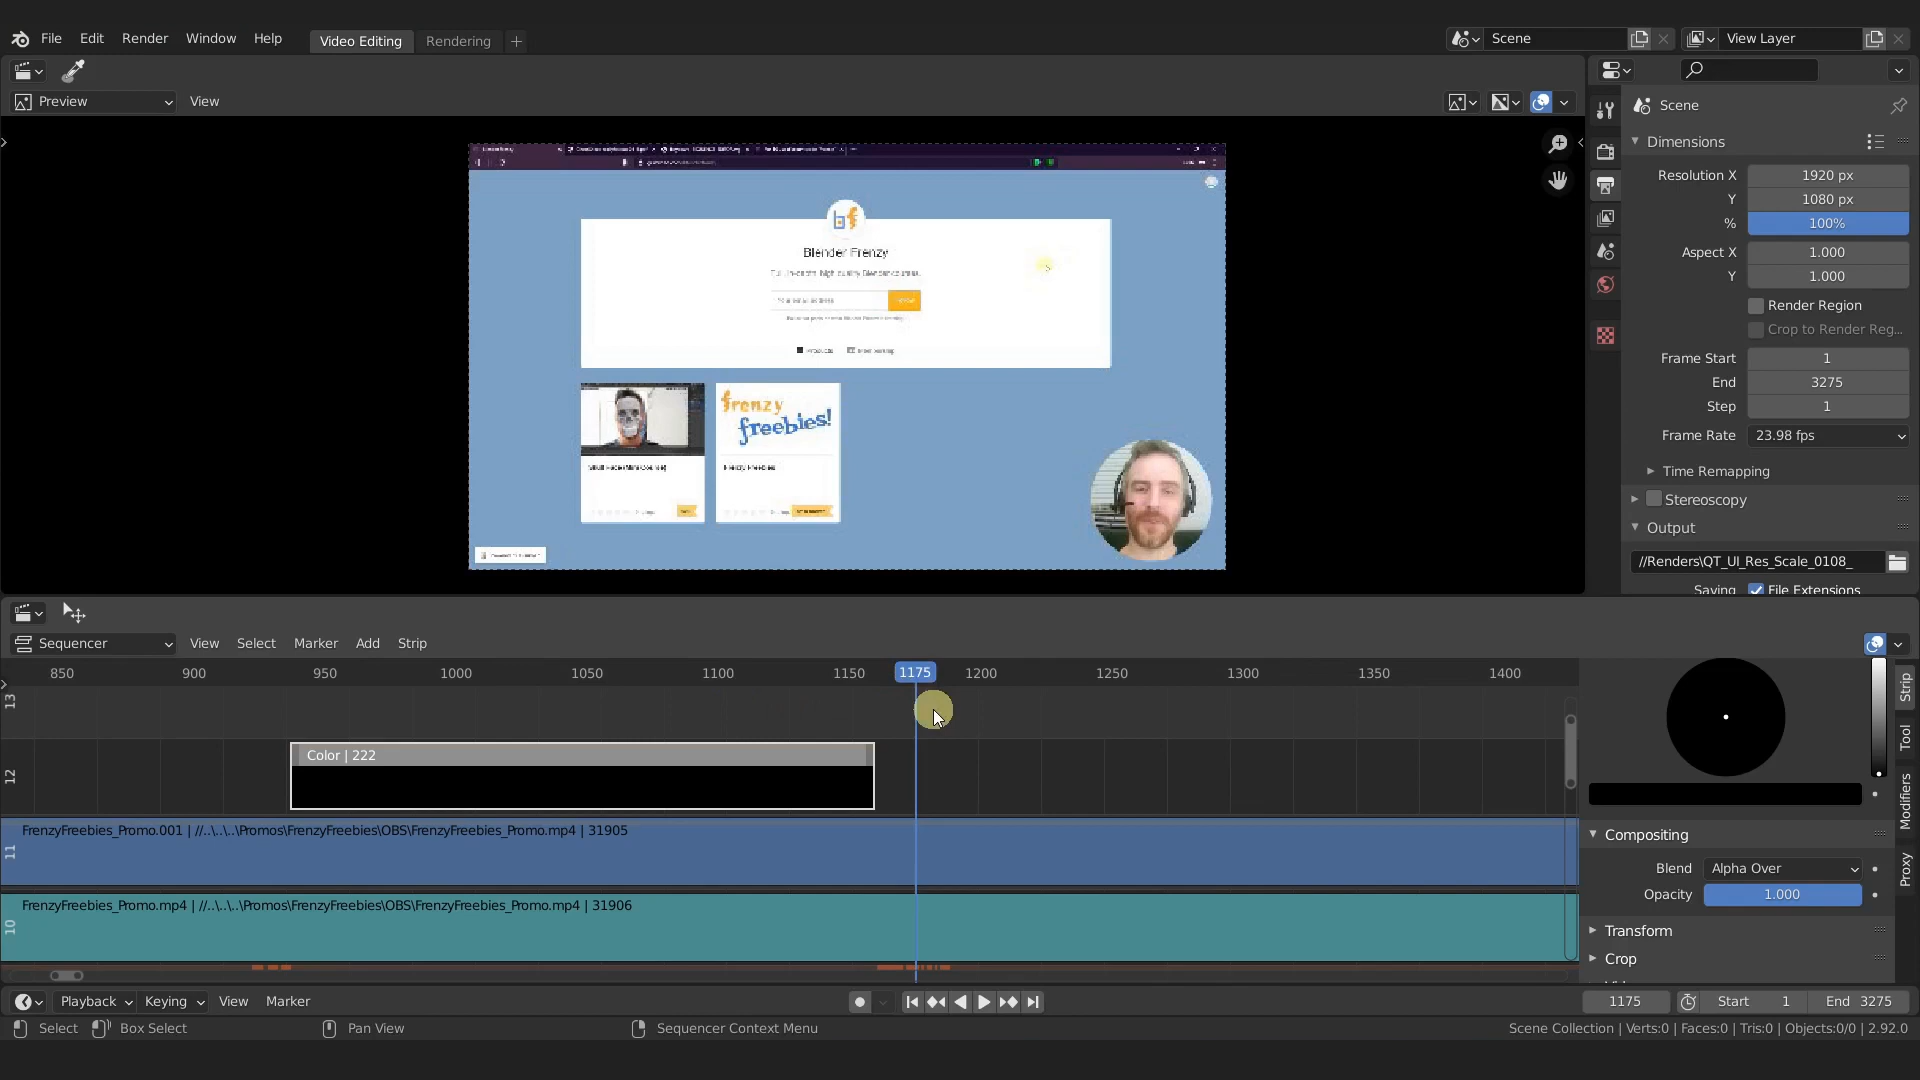 File Edit Render Window Help Video Editing Rendering + Scene View Layer
Preview View
Scene
Dimensions
Resolution X 1920 px
Y 1080 px
% 100%
Aspect X 1.000
Y 1.000
Render Region
Crop to Render Reg...
Frame Start 1
End 3275
Step 1
Frame Rate 23.98 fps
Time Remapping
Stereoscopy
Output
//Renders\QT_UI_Res_Scale_0108_
Saving File Extensions
bf
Blender Frenzy
Products
frenzy
freebies!
Frenzy Freebies
Sequencer View Select Marker Add Strip
850 900 950 1000 1050 1100 1150 1175 1200 1250 1300 1350 1400
13
12
Color | 222
11
FrenzyFreebies_Promo.001 | //..\..\..\Promos\FrenzyFreebies\OBS\FrenzyFreebies_Promo.mp4 | 31905
10
FrenzyFreebies_Promo.mp4 | //..\..\..\Promos\FrenzyFreebies\OBS\FrenzyFreebies_Promo.mp4 | 31906
Strip
Tool
Modifiers
Proxy
Compositing
Blend Alpha Over
Opacity 1.000
Transform
Crop
Playback Keying View Marker 1175 Start 1 End 3275
Select Box Select Pan View Sequencer Context Menu Scene Collection | Verts:0 | Faces:0 | Tris:0 | Objects:0/0 | 2.92.0